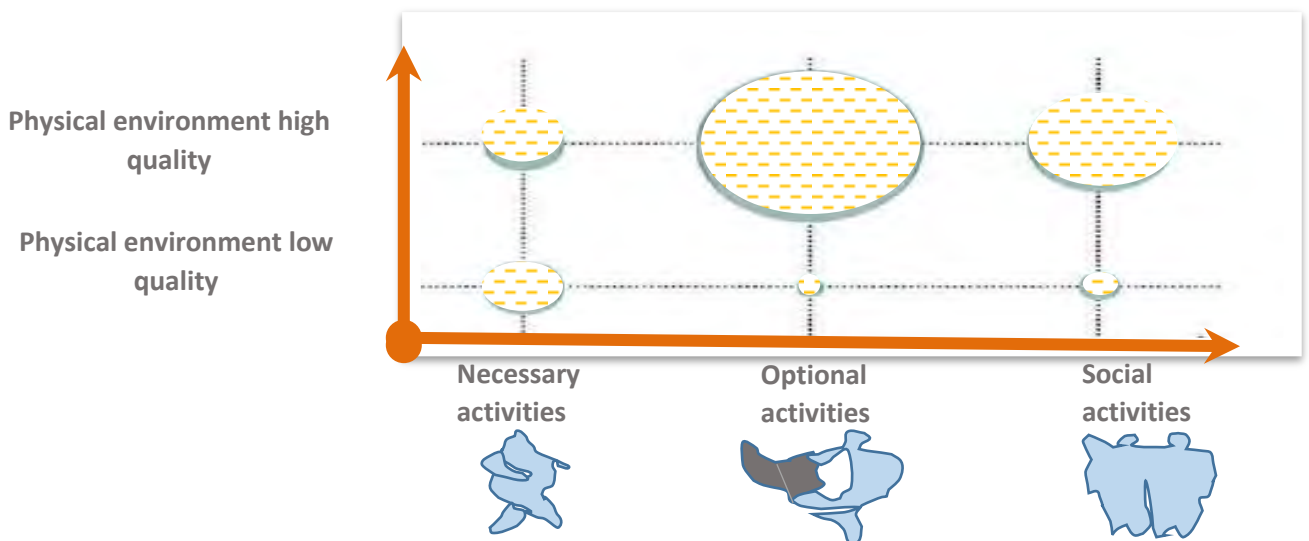 Physical environment high
quality
Physical environment low
quality
Necessary
activities
Optional
activities
Social
activities